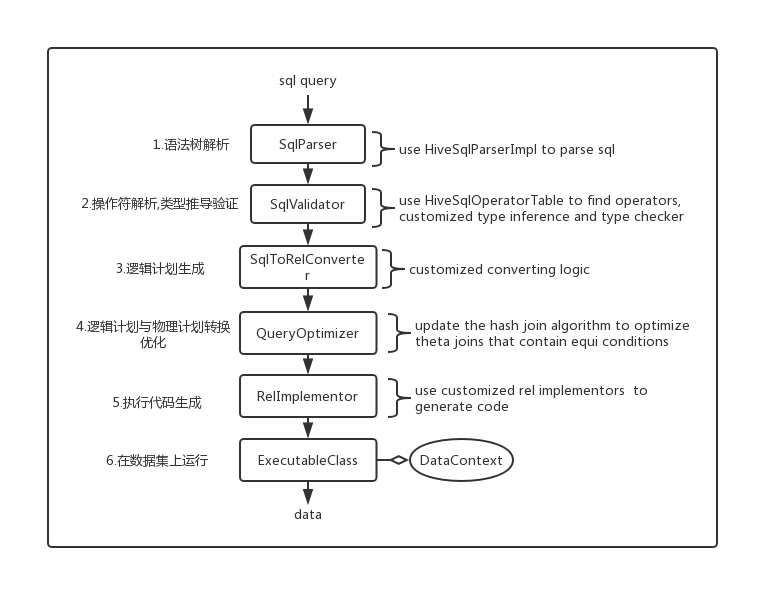 sql query
1.语法树解析
SqlParser
use HiveSqlParserImpl to parse sql
2.操作符解析,类型推导验证
SqlValidator
use HiveSqlOperatorTable to find operators,
customized type inference and type checker
3.逻辑计划生成
SqlToRelConverte
r
customized converting logic
4.逻辑计划与物理计划转换
优化
QueryOptimizer
update the hash join algorithm to optimize
theta joins that contain equi conditions
5.执行代码生成
RelImplementor
use customized rel implementors to
generate code
6.在数据集上运行
ExecutableClass
DataContext
data